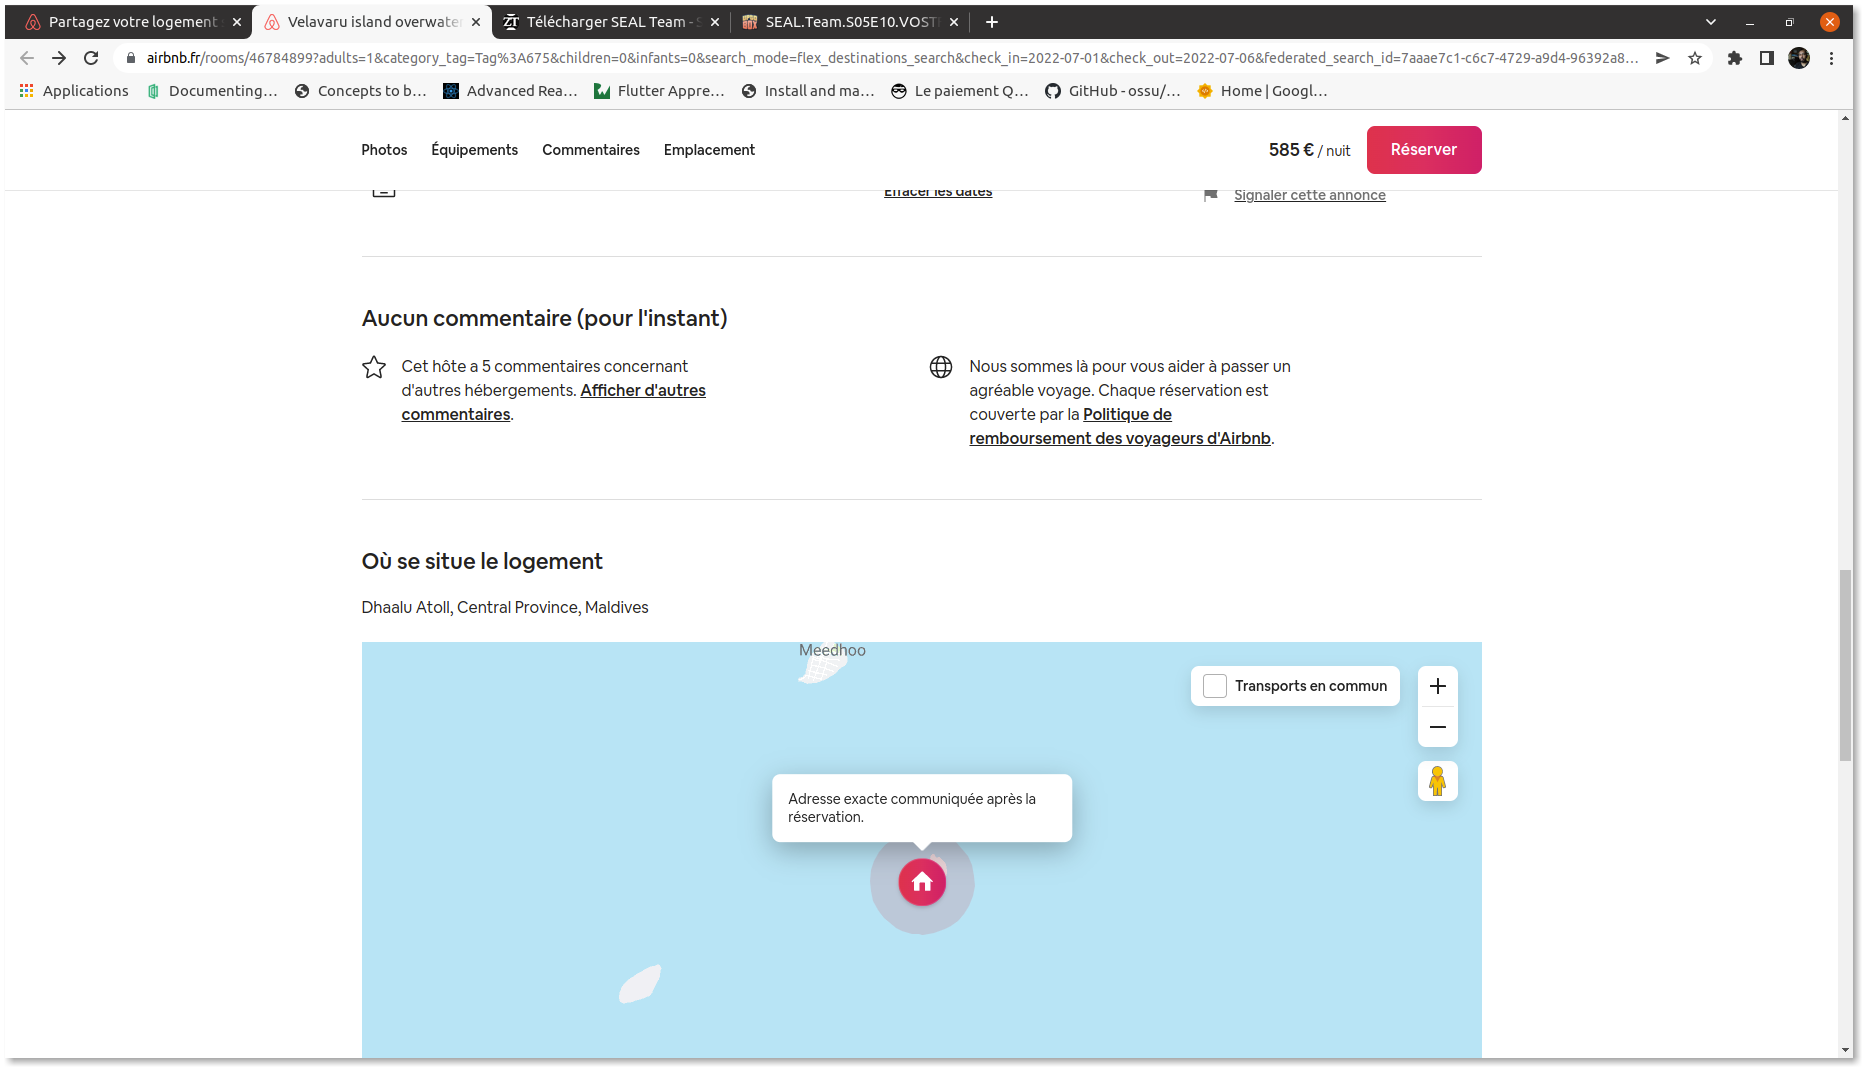 Partagez votre logement
Velavaru island overwate
Télécharger SEAL Team - S
SEAL.Team.S05E10.VOST
airbnb.fr/rooms/46784899?adults=1&category_tag=Tag%3A675&children=0&infants=0&search_mode=flex_destinations_search&check_in=2022-07-01&check_out=2022-07-06&federated_search_id=7aaae7c1-c6c7-4729-a9d4-96392a8...
Applications
Documenting...
Concepts to b...
Advanced Rea...
Flutter Appre...
Install and ma...
Le paiement Q...
GitHub - ossu/...
Home | Googl...
Photos
Équipements
Commentaires
Emplacement
585 € / nuit
Réserver
Effacer les dates
Signaler cette annonce
Aucun commentaire (pour l'instant)
Cet hôte a 5 commentaires concernant
d'autres hébergements. Afficher d'autres
commentaires.
Nous sommes là pour vous aider à passer un
agréable voyage. Chaque réservation est
couverte par la Politique de
remboursement des voyageurs d'Airbnb.
Où se situe le logement
Dhaalu Atoll, Central Province, Maldives
Meedhoo
Transports en commun
Adresse exacte communiquée après la
réservation.